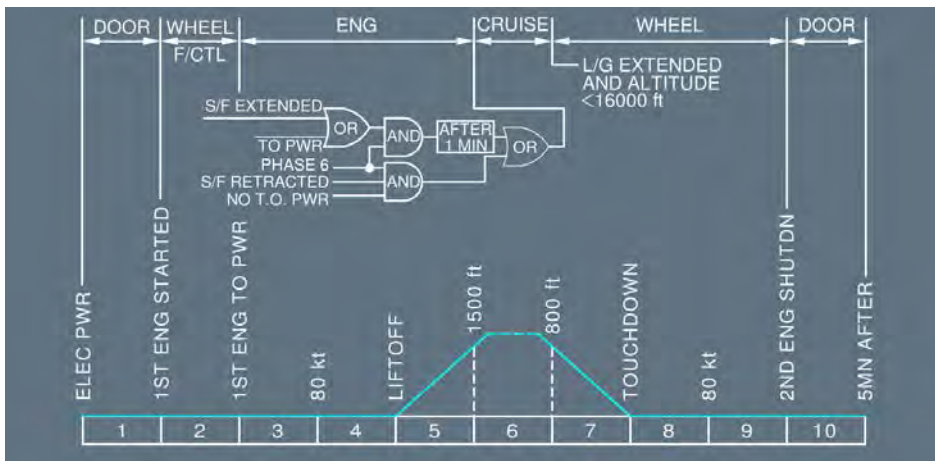 DOOR WHEEL ENG CRUISE WHEEL DOOR
F/CTL
L/G EXTENDED
AND ALTITUDE
<16000 ft
S/F EXTENDED
OR
TO PWR
AND
AFTER
1 MIN
OR
PHASE 6
S/F RETRACTED
AND
NO T.O. PWR
ELEC PWR
1ST ENG STARTED
1ST ENG TO PWR
80 kt
LIFTOFF
1500 ft
800 ft
TOUCHDOWN
80 kt
2ND ENG SHUTDN
5MN AFTER
1 2 3 4 5 6 7 8 9 10